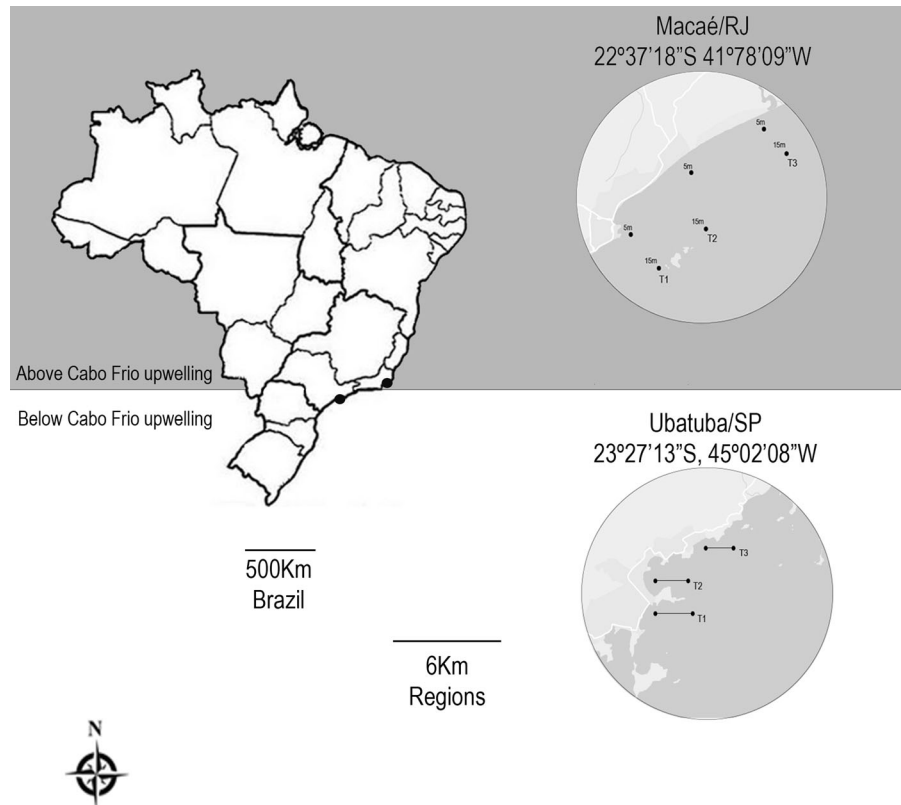 Macaé/RJ
22º37'18”S 41º78'09”W
5m
15m
T3
5m
15m
T2
5m
15m
T1
Above Cabo Frio upwelling
Below Cabo Frio upwelling
Ubatuba/SP
23º27'13”S, 45º02'08”W
T3
T2
T1
500Km
Brazil
6Km
Regions
N